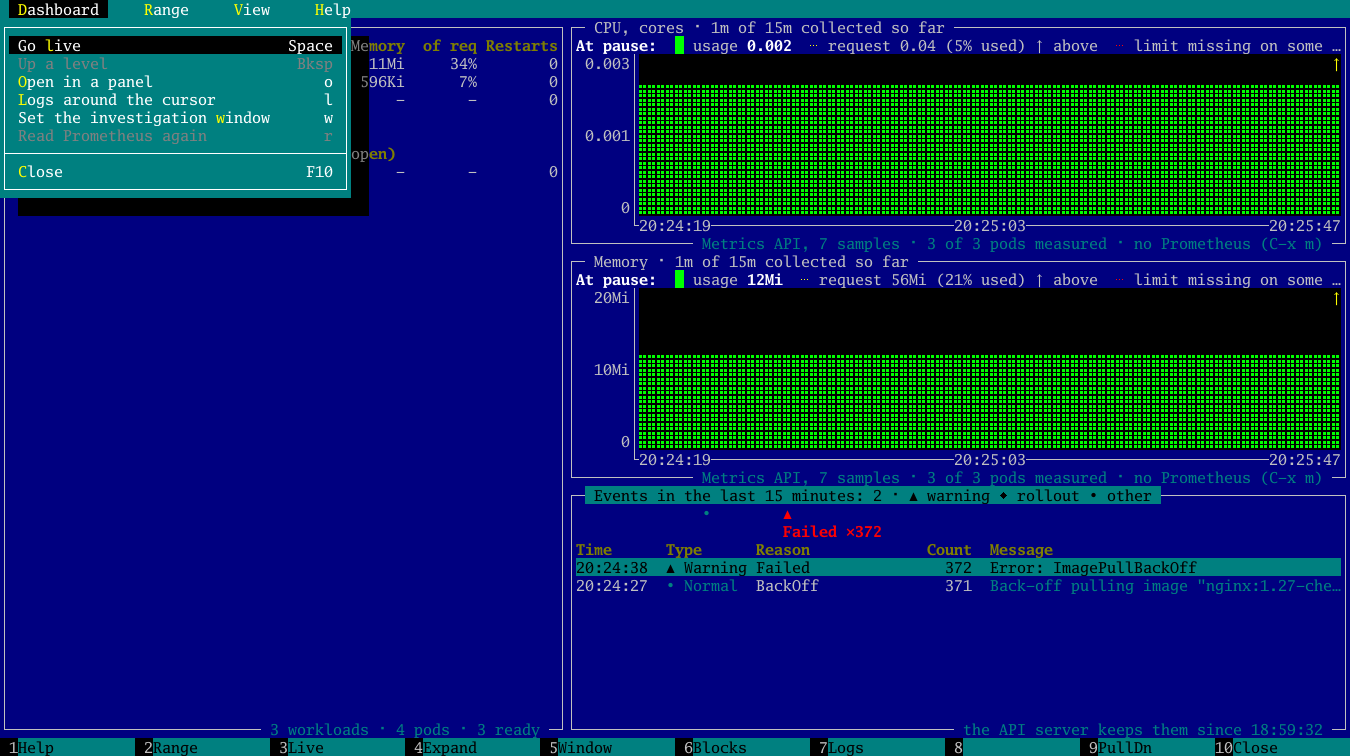 Dashboard Range View Help
Go live Space
Up a level Bksp
Open in a panel o
Logs around the cursor l
Set the investigation window w
Read Prometheus again r
Close F10
Memory of req Restarts
11Mi 34% 0
596Ki 7% 0
– – 0
open)
– – 0
3 workloads · 4 pods · 3 ready
CPU, cores · 1m of 15m collected so far
At pause: usage 0.002 ┈ request 0.04 (5% used) ↑ above ┈ limit missing on some …
0.003 ↑
0.001
0
20:24:19 20:25:03 20:25:47
Metrics API, 7 samples · 3 of 3 pods measured · no Prometheus (C-x m)
Memory · 1m of 15m collected so far
At pause: usage 12Mi ┈ request 56Mi (21% used) ↑ above ┈ limit missing on some …
20Mi ↑
10Mi
0
20:24:19 20:25:03 20:25:47
Metrics API, 7 samples · 3 of 3 pods measured · no Prometheus (C-x m)
Events in the last 15 minutes: 2 · ▲ warning ◆ rollout • other
• ▲
Failed ×372
Time Type Reason Count Message
20:24:38 ▲ Warning Failed 372 Error: ImagePullBackOff
20:24:27 • Normal BackOff 371 Back-off pulling image "nginx:1.27-che…
the API server keeps them since 18:59:32
1Help 2Range 3Live 4Expand 5Window 6Blocks 7Logs 8 9PullDn 10Close